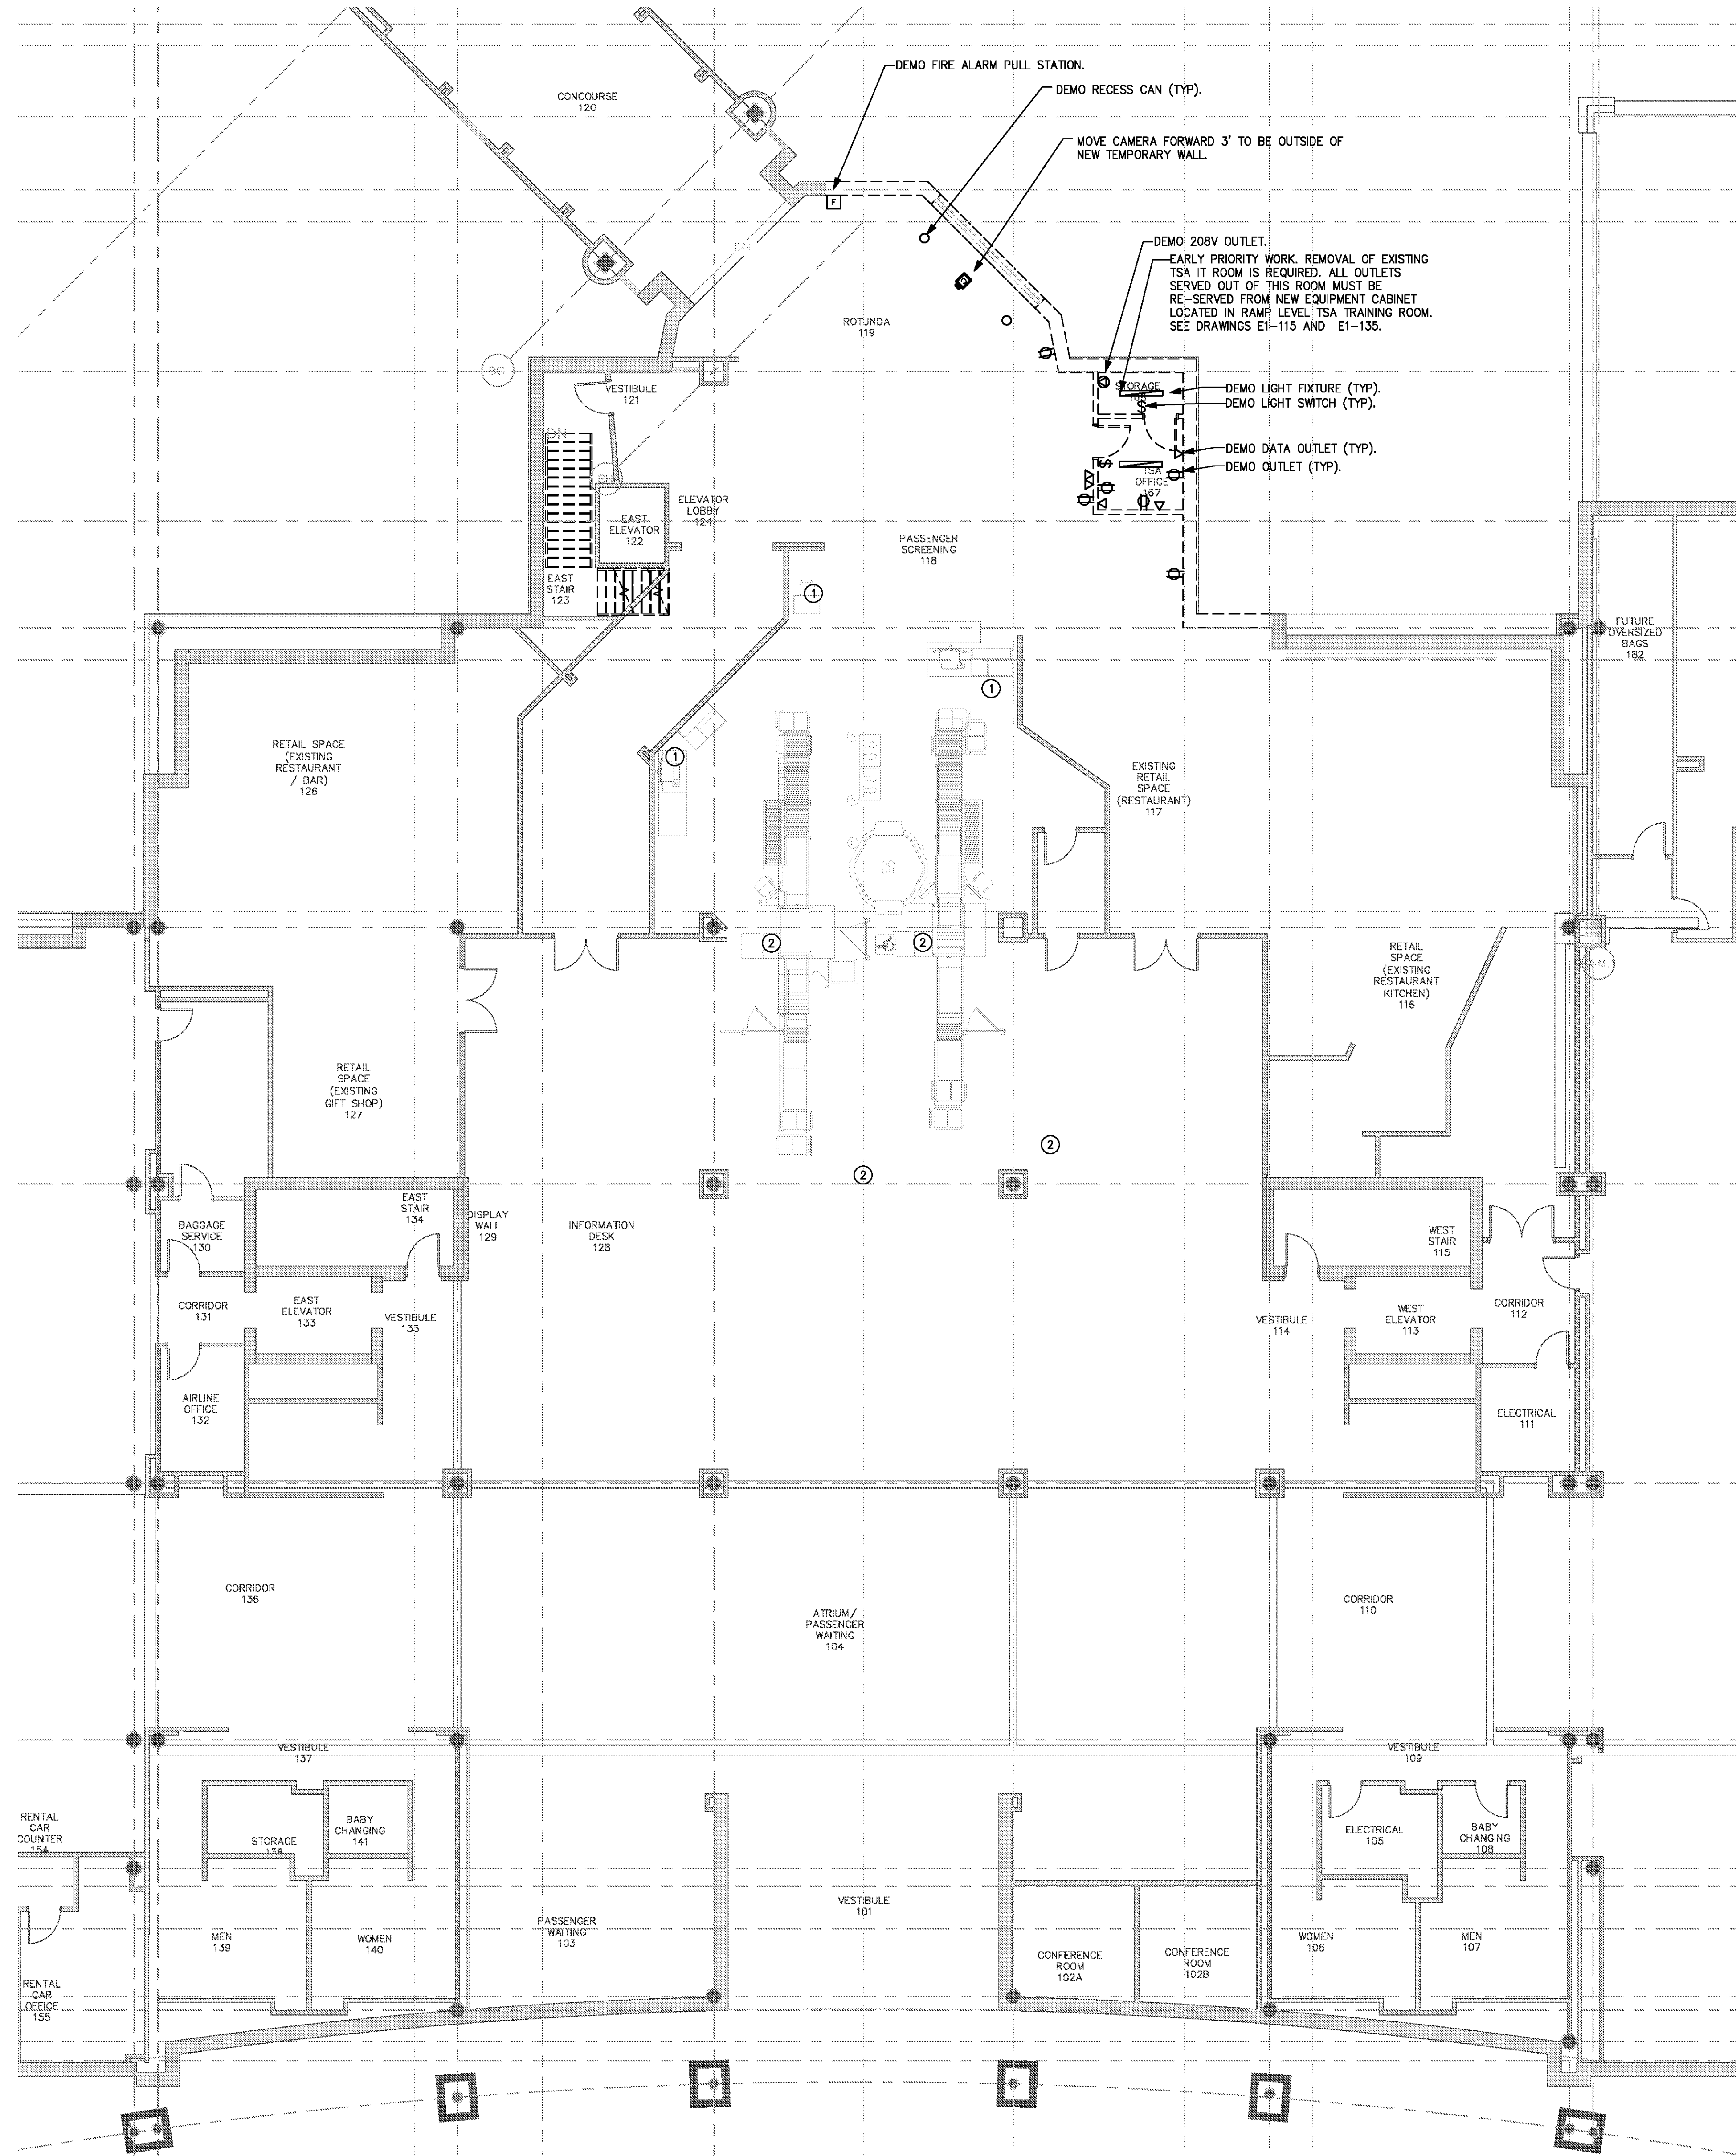 DEMO FIRE ALARM PULL STATION.
DEMO RECESS CAN (TYP).
CONCOURSE
120
MOVE CAMERA FORWARD 3' TO BE OUTSIDE OF
NEW TEMPORARY WALL.
F
DEMO 208V OUTLET.
EARLY PRIORITY WORK. REMOVAL OF EXISTING
TSA IT ROOM IS REQUIRED. ALL OUTLETS
SERVED OUT OF THIS ROOM MUST BE
RE-SERVED FROM NEW EQUIPMENT CABINET
LOCATED IN RAMP LEVEL TSA TRAINING ROOM.
SEE DRAWINGS E1-115 AND E1-135.
ROTUNDA
119
VESTIBULE
121
STORAGE
DEMO LIGHT FIXTURE (TYP).
DEMO LIGHT SWITCH (TYP).
DN
DEMO DATA OUTLET (TYP).
DEMO OUTLET (TYP).
TSA
OFFICE
167
ELEVATOR
LOBBY
124
EAST
ELEVATOR
122
PASSENGER
SCREENING
118
EAST
STAIR
123
1
FUTURE
OVERSIZED
BAGS
182
1
RETAIL SPACE
(EXISTING
RESTAURANT
/ BAR)
126
1
EXISTING
RETAIL
SPACE
(RESTAURANT)
117
2
2
RETAIL
SPACE
(EXISTING
RESTAURANT
KITCHEN)
116
RETAIL
SPACE
(EXISTING
GIFT SHOP)
127
2
2
EAST
STAIR
134
DISPLAY
WALL
129
BAGGAGE
SERVICE
130
INFORMATION
DESK
128
WEST
STAIR
115
CORRIDOR
131
EAST
ELEVATOR
133
VESTIBULE
135
VESTIBULE
114
WEST
ELEVATOR
113
CORRIDOR
112
AIRLINE
OFFICE
132
ELECTRICAL
111
CORRIDOR
136
ATRIUM/
PASSENGER
WAITING
104
CORRIDOR
110
VESTIBULE
137
VESTIBULE
109
RENTAL
CAR
COUNTER
154
STORAGE
138
BABY
CHANGING
141
ELECTRICAL
105
BABY
CHANGING
108
VESTIBULE
101
MEN
139
WOMEN
140
PASSENGER
WAITING
103
CONFERENCE
ROOM
102A
CONFERENCE
ROOM
102B
WOMEN
106
MEN
107
RENTAL
CAR
OFFICE
155